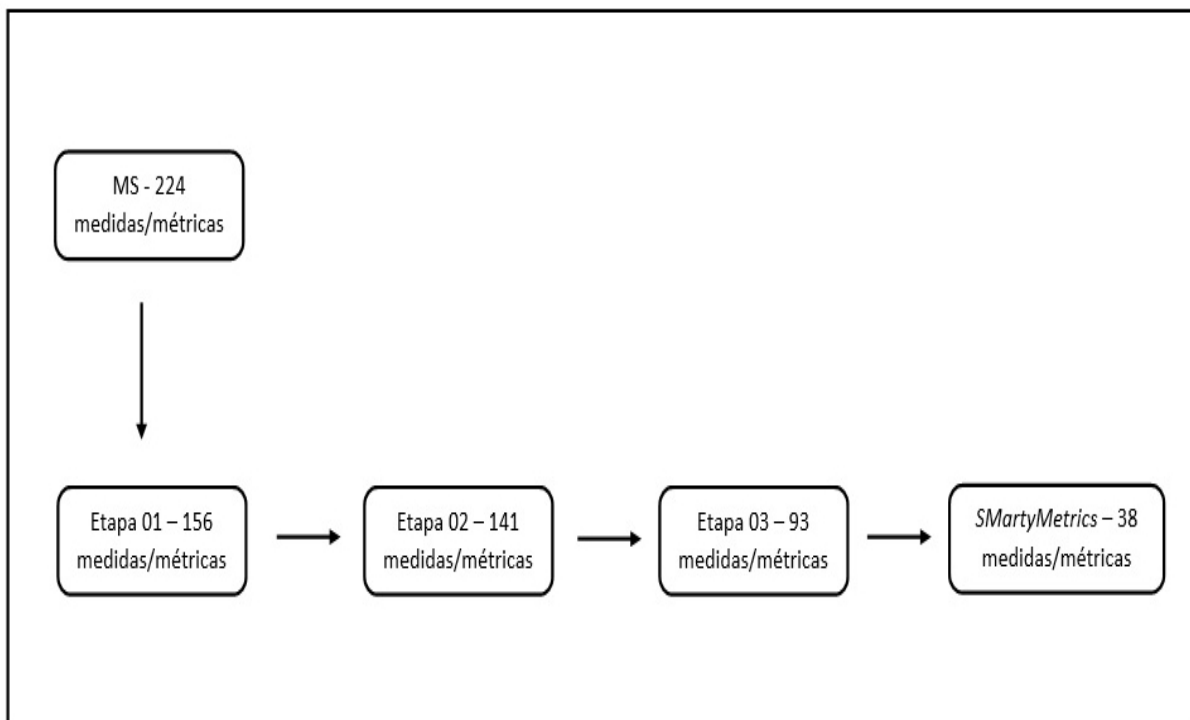 MS - 224
medidas/métricas
Etapa 01 – 156
medidas/métricas
Etapa 02 – 141
medidas/métricas
Etapa 03 – 93
medidas/métricas
SMartyMetrics – 38
medidas/métricas